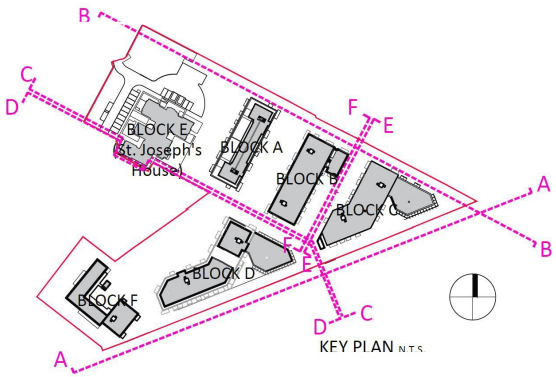 B
C
D
F
E
BLOCK E
(St. Joseph's
House)
BLOCK A
BLOCK B
A
BLOCK C
F
E
B
BLOCK D
BLOCK F
D
C
A
KEY PLAN N.T.S.